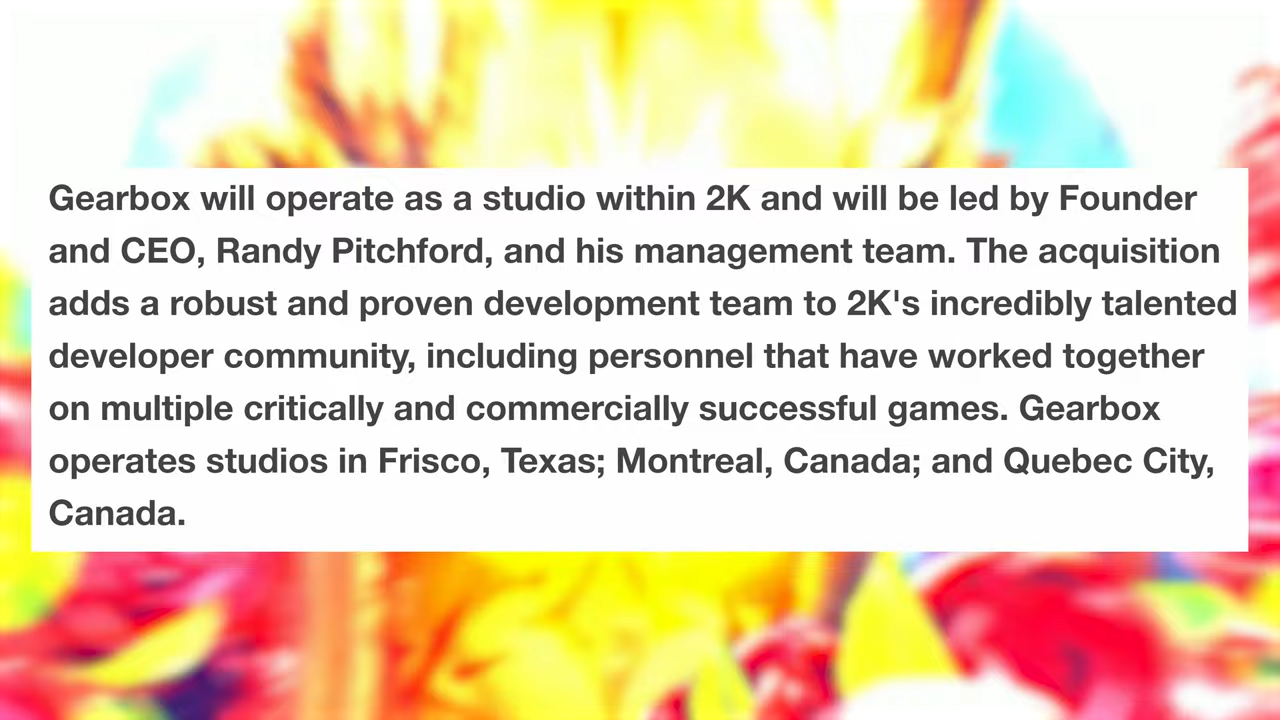 Gearbox will operate as a studio within 2K and will be led by Founder
and CEO, Randy Pitchford, and his management team. The acquisition
adds a robust and proven development team to 2K's incredibly talented
developer community, including personnel that have worked together
on multiple critically and commercially successful games. Gearbox
operates studios in Frisco, Texas; Montreal, Canada; and Quebec City,
Canada.